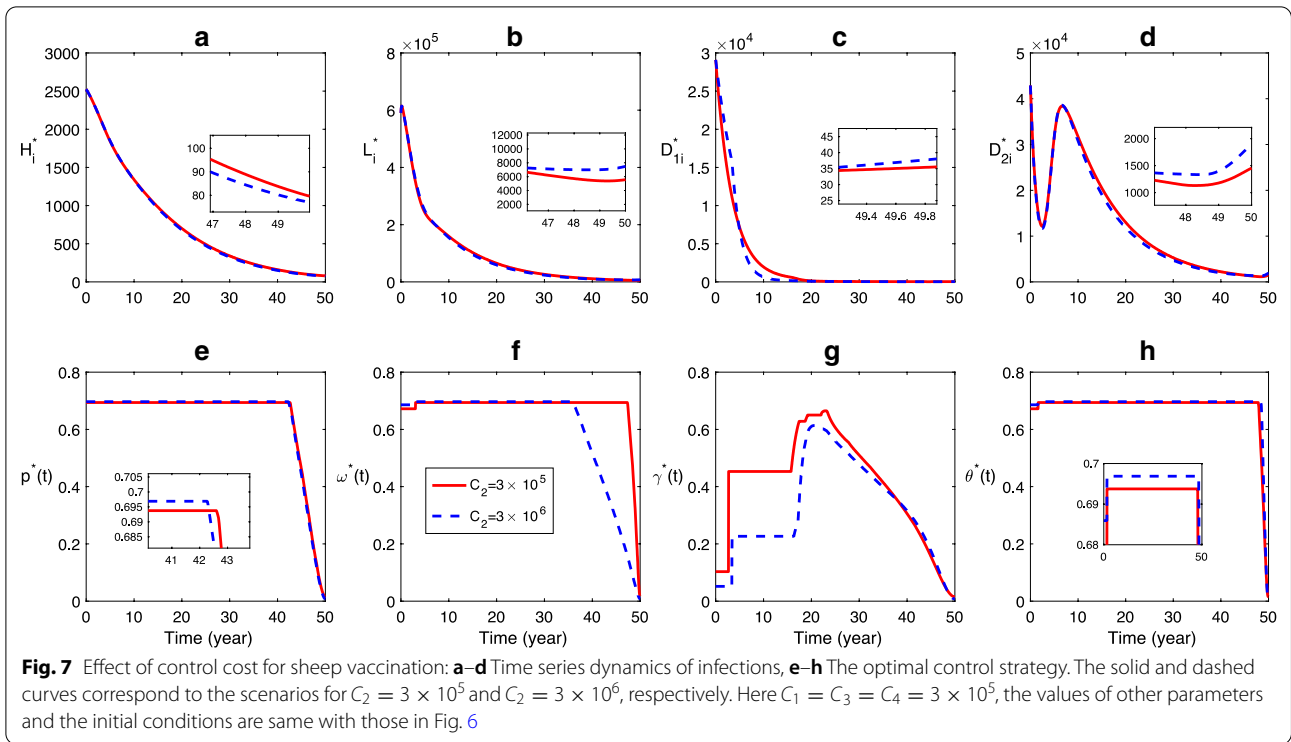 a
3000
2500
2000
1500
1000
500
0
H_i^*
0 10 20 30 40 50
100
90
80
47 48 49
b
×10^5
8
6
4
2
0
L_i^*
0 10 20 30 40 50
12000
10000
8000
6000
4000
2000
47 48 49 50
c
×10^4
3
2.5
2
1.5
1
0.5
0
D_{1i}^*
0 10 20 30 40 50
45
40
35
30
25
49.4 49.6 49.8
d
×10^4
5
4
3
2
1
0
D_{2i}^*
0 10 20 30 40 50
2000
1500
1000
48 49 50
e
0.8
0.6
0.4
0.2
0
p^*(t)
0 10 20 30 40 50
Time (year)
0.705
0.7
0.695
0.69
0.685
41 42 43
f
0.8
0.6
0.4
0.2
0
ω^*(t)
0 10 20 30 40 50
Time (year)
C_2=3× 10^5
C_2=3× 10^6
g
0.8
0.6
0.4
0.2
0
γ^*(t)
0 10 20 30 40 50
Time (year)
h
0.8
0.6
0.4
0.2
0
θ^*(t)
0 10 20 30 40 50
Time (year)
0.7
0.69
0.68
0 50
Fig. 7 Effect of control cost for sheep vaccination: a–d Time series dynamics of infections, e–h The optimal control strategy. The solid and dashed
curves correspond to the scenarios for C_2 = 3 × 10^5 and C_2 = 3 × 10^6, respectively. Here C_1 = C_3 = C_4 = 3 × 10^5, the values of other parameters
and the initial conditions are same with those in Fig. 6